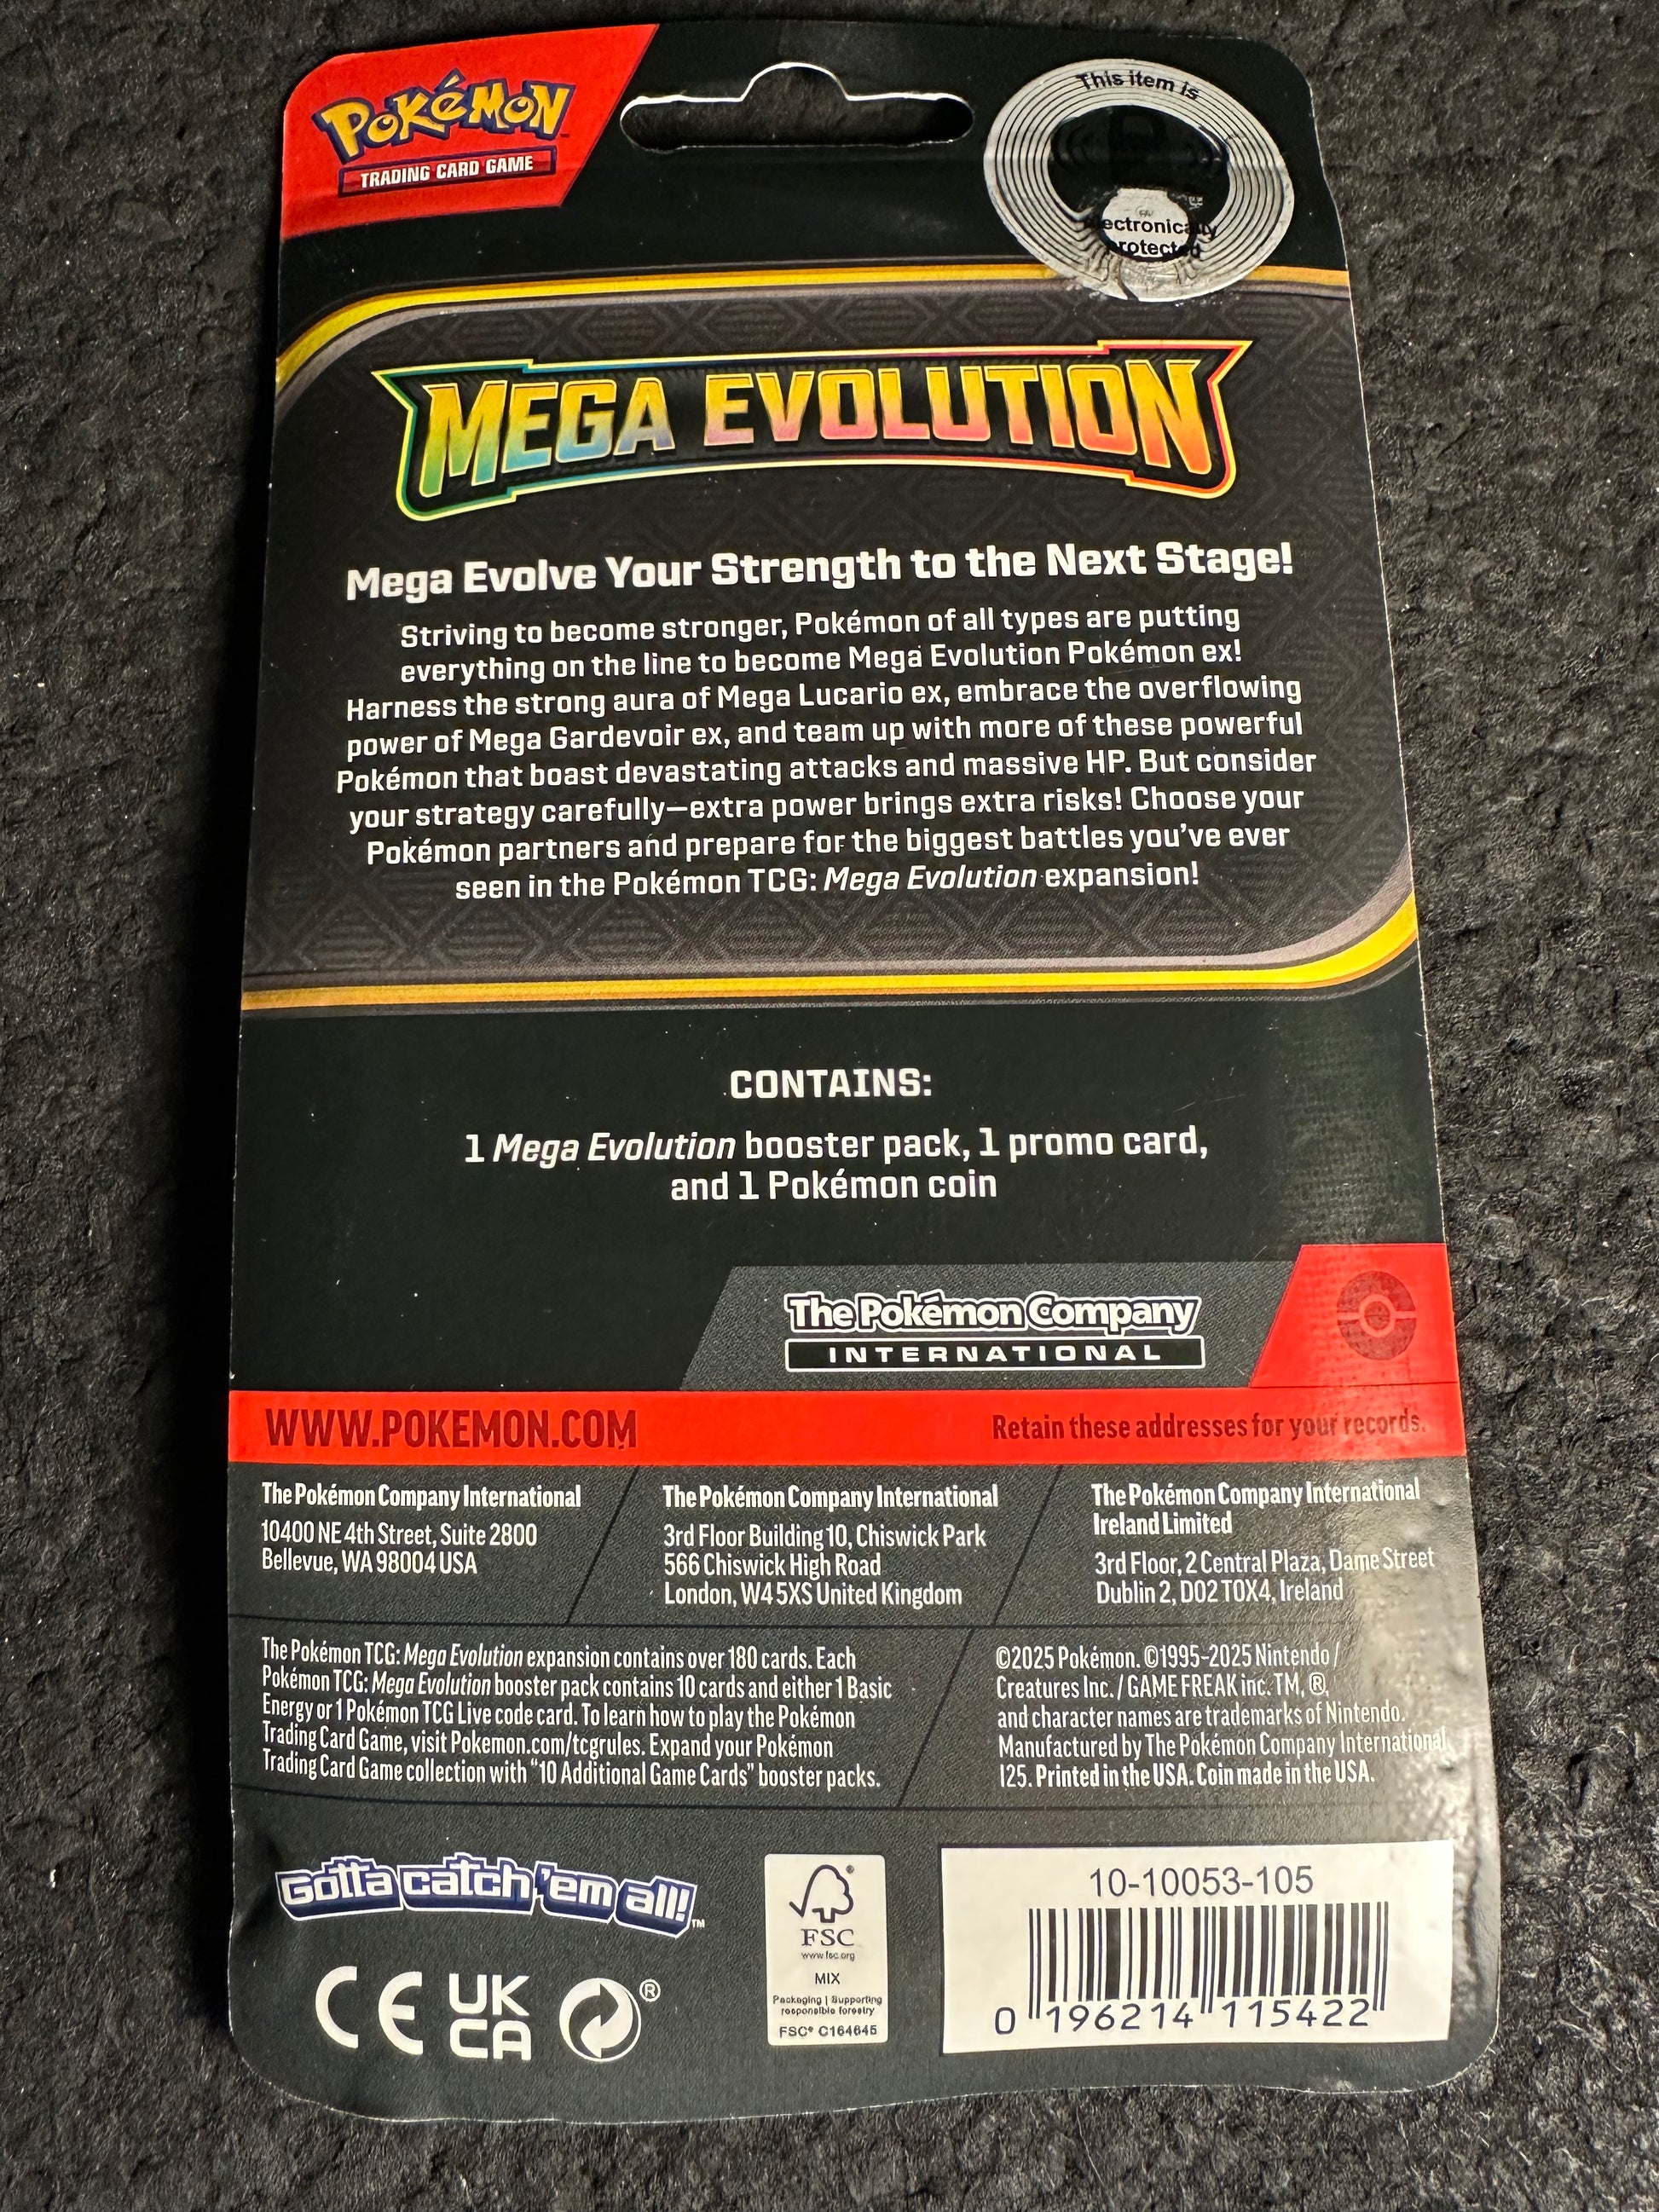 Pokémon
TRADING CARD GAME
This item is
electronically
protected
MEGA EVOLUTION
Mega Evolve Your Strength to the Next Stage!
Striving to become stronger, Pokémon of all types are putting
everything on the line to become Mega Evolution Pokémon ex!
Harness the strong aura of Mega Lucario ex, embrace the overflowing
power of Mega Gardevoir ex, and team up with more of these powerful
Pokémon that boast devastating attacks and massive HP. But consider
your strategy carefully—extra power brings extra risks! Choose your
Pokémon partners and prepare for the biggest battles you've ever
seen in the Pokémon TCG: Mega Evolution expansion!
CONTAINS:
1 Mega Evolution booster pack, 1 promo card,
and 1 Pokémon coin
The Pokémon Company
INTERNATIONAL
WWW.POKEMON.COM
Retain these addresses for your records.
The Pokémon Company International
10400 NE 4th Street, Suite 2800
Bellevue, WA 98004 USA
The Pokémon Company International
3rd Floor Building 10, Chiswick Park
566 Chiswick High Road
London, W4 5XS United Kingdom
The Pokémon Company International
Ireland Limited
3rd Floor, 2 Central Plaza, Dame Street
Dublin 2, D02 T0X4, Ireland
The Pokémon TCG: Mega Evolution expansion contains over 180 cards. Each
Pokémon TCG: Mega Evolution booster pack contains 10 cards and either 1 Basic
Energy or 1 Pokémon TCG Live code card. To learn how to play the Pokémon
Trading Card Game, visit Pokemon.com/tcgrules. Expand your Pokémon
Trading Card Game collection with "10 Additional Game Cards" booster packs.
©2025 Pokémon. ©1995–2025 Nintendo /
Creatures Inc. / GAME FREAK inc. TM, ®,
and character names are trademarks of Nintendo.
Manufactured by The Pokémon Company International
125. Printed in the USA. Coin made in the USA.
Gotta catch 'em all!™
CE
UK
CA
®
FSC
www.fsc.org
MIX
Packaging | Supporting
responsible forestry
FSC® C164645
10-10053-105
0 196214 115422